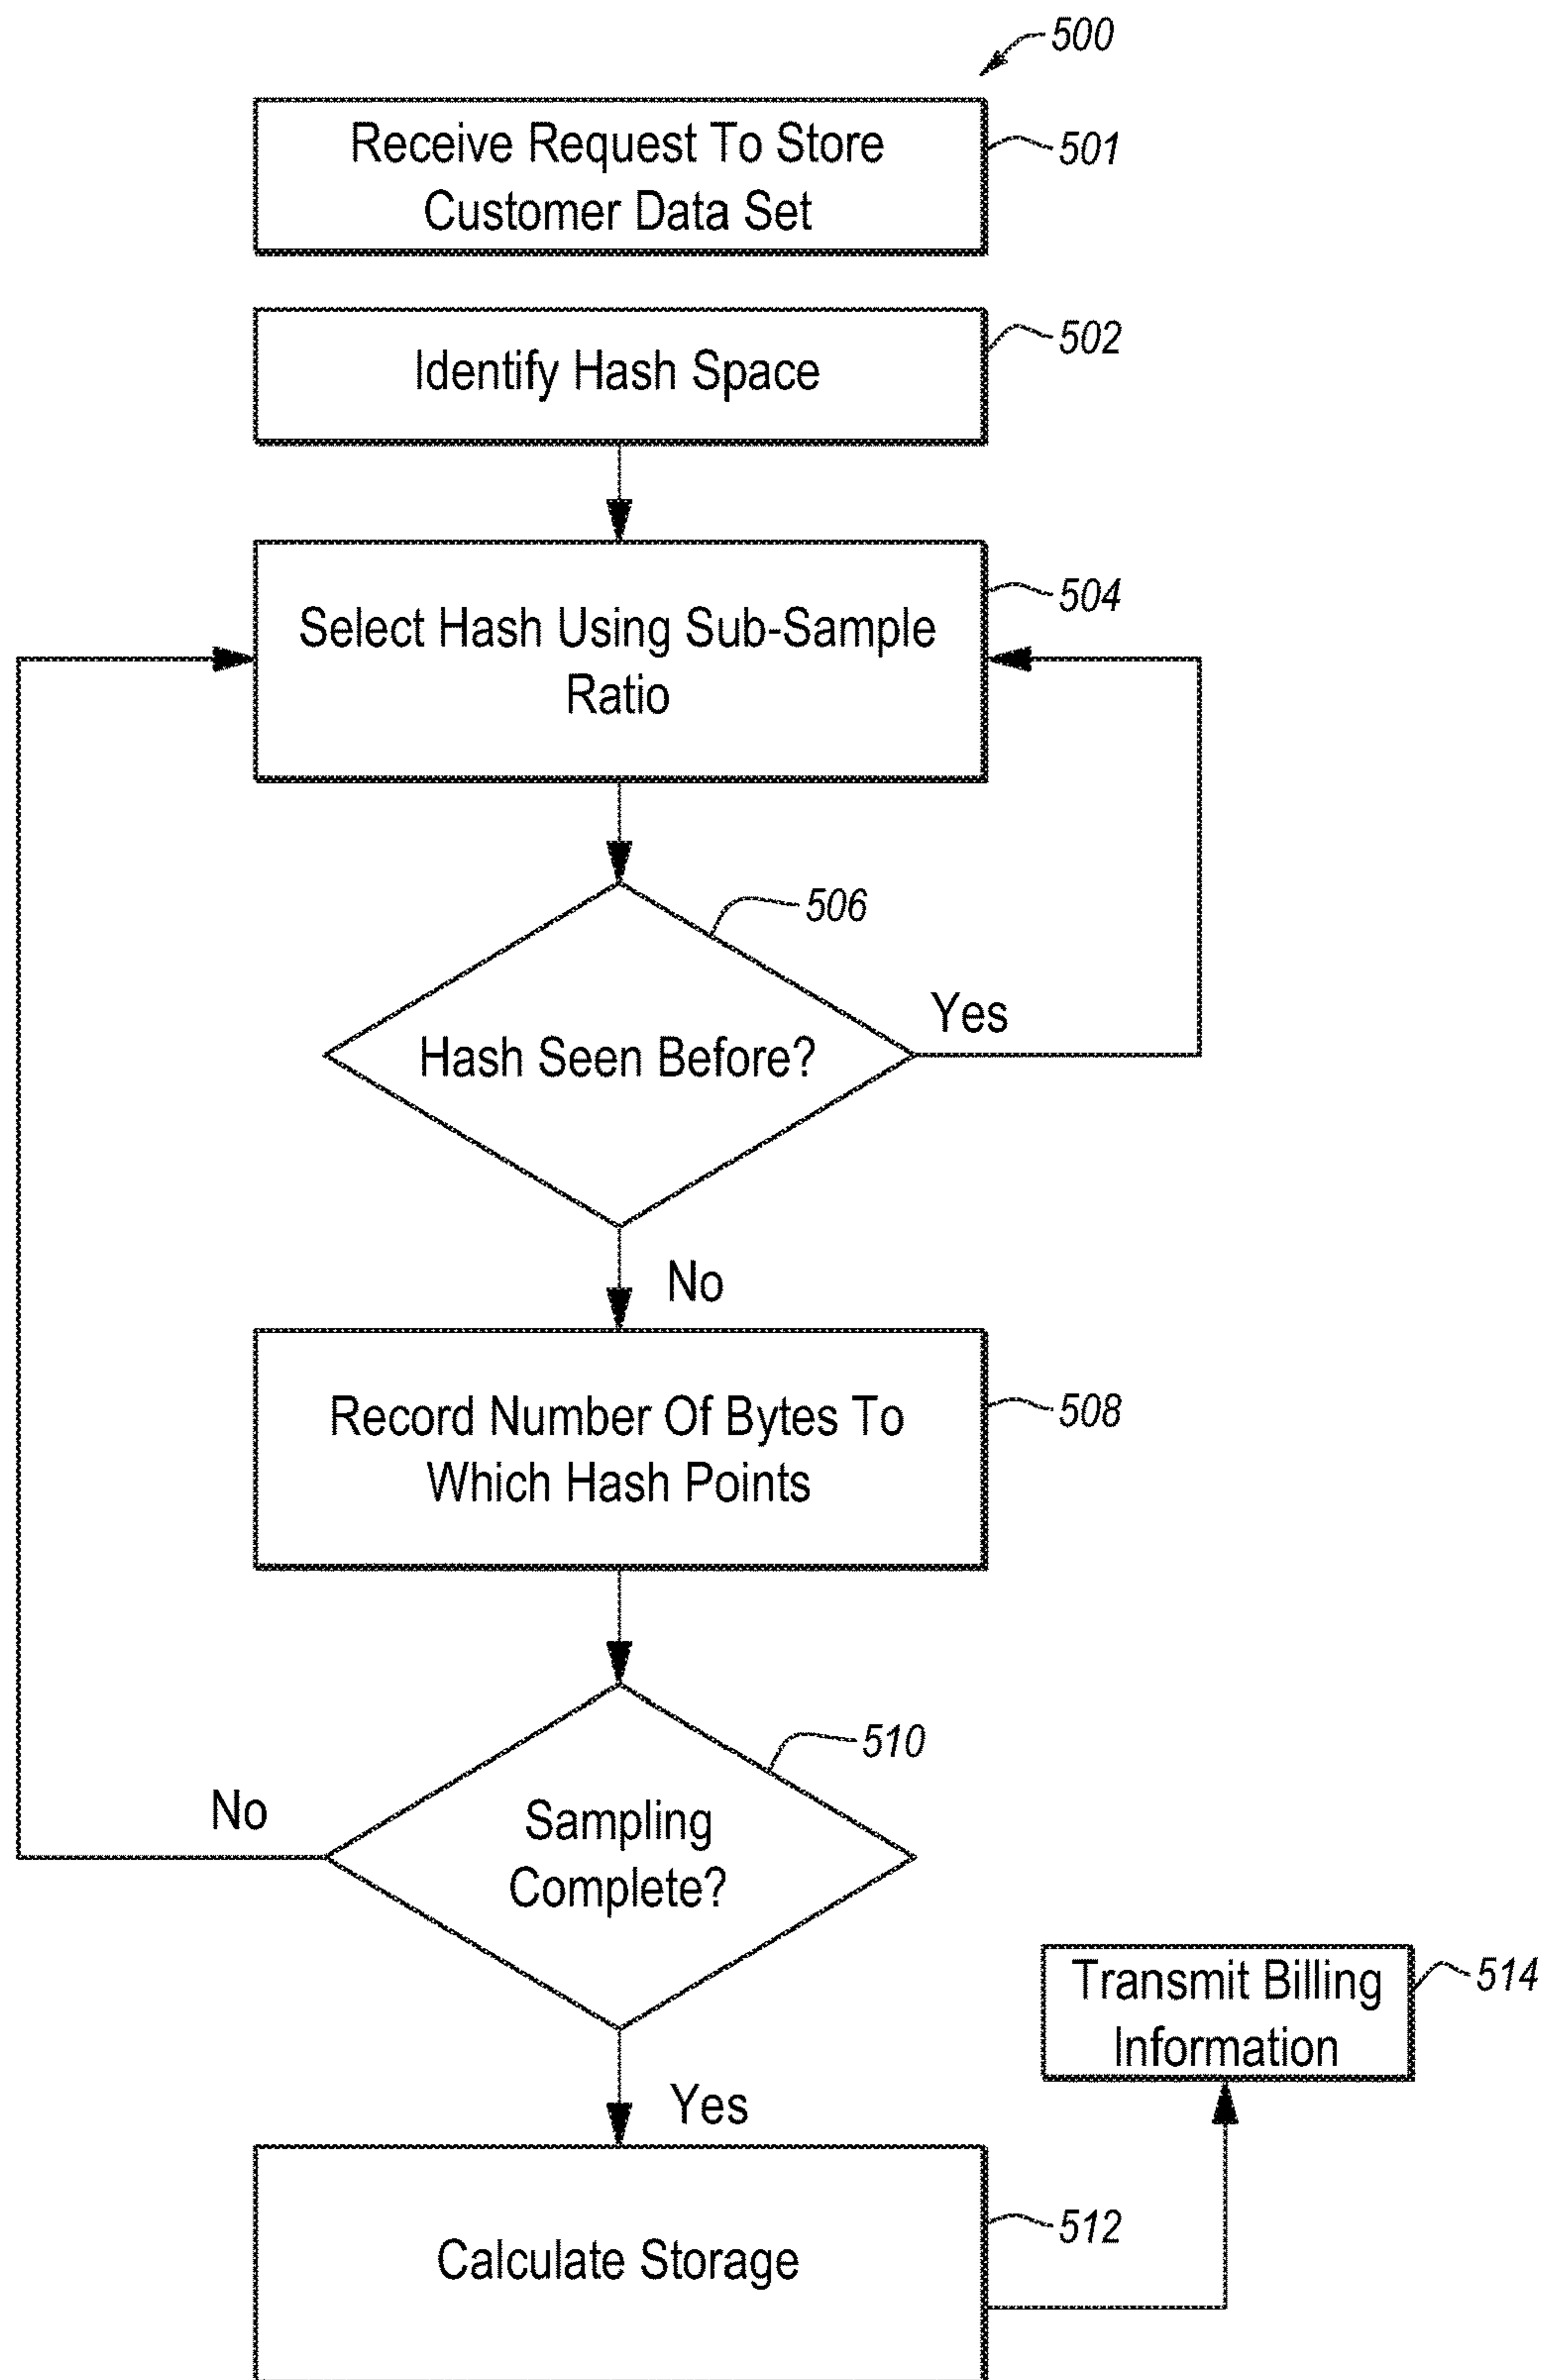 500
Receive Request To Store
Customer Data Set
501
Identify Hash Space
502
Select Hash Using Sub-Sample
Ratio
504
506
Hash Seen Before?
Yes
No
Record Number Of Bytes To
Which Hash Points
508
510
Sampling
Complete?
No
Yes
Transmit Billing
Information
514
Calculate Storage
512